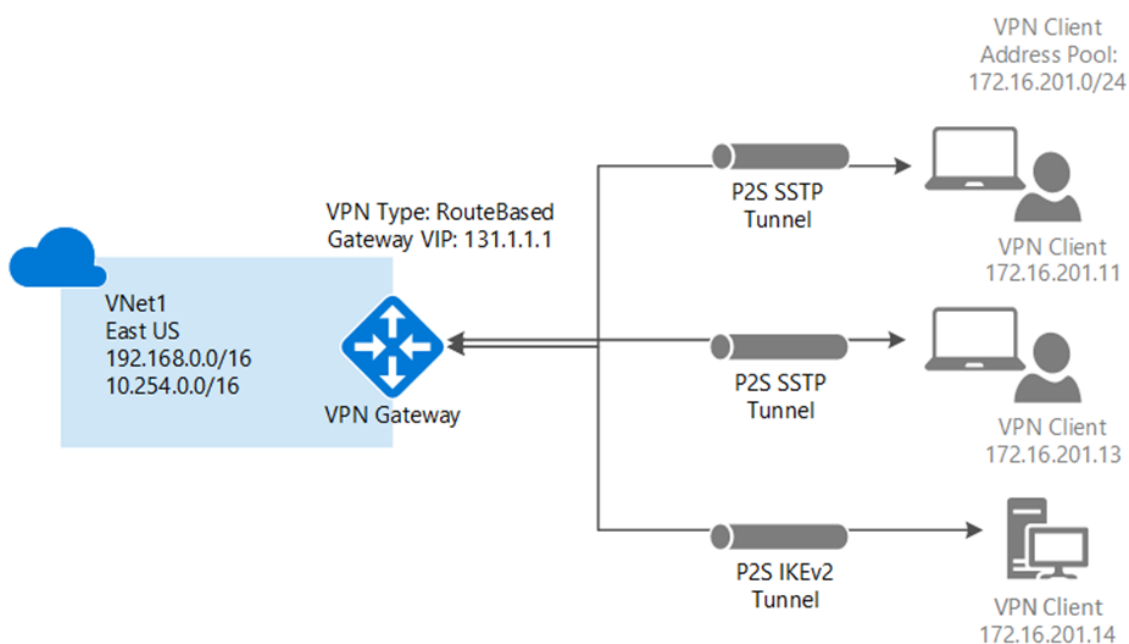 VPN Client
Address Pool:
172.16.201.0/24
P2S SSTP
Tunnel
VPN Type: RouteBased
Gateway VIP: 131.1.1.1
VPN Client
172.16.201.11
VNet1
East US
192.168.0.0/16
10.254.0.0/16
VPN Gateway
P2S SSTP
Tunnel
VPN Client
172.16.201.13
P2S IKEv2
Tunnel
VPN Client
172.16.201.14